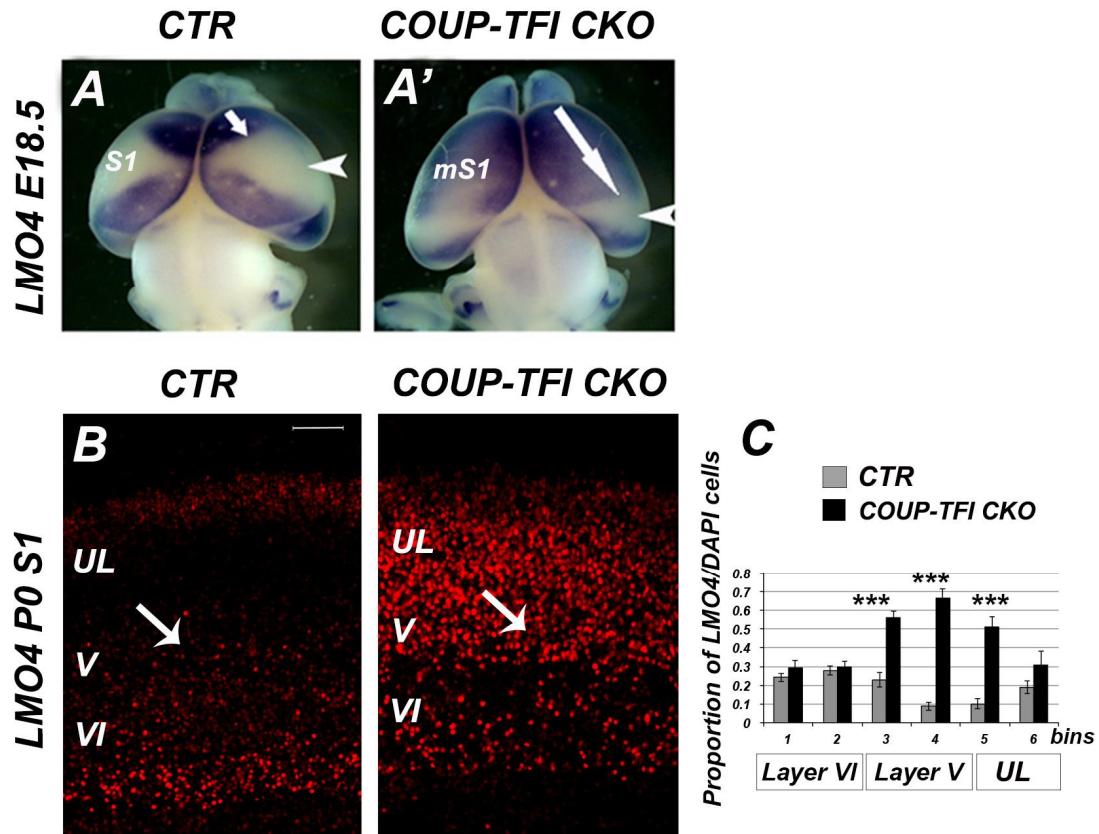 CTR COUP-TFI CKO
LMO4 E18.5
A A'
S1 mS1
CTR COUP-TFI CKO
LMO4 P0 S1
B
UL UL
V V
VI VI
C
CTR
COUP-TFI CKO
Proportion of LMO4/DAPI cells
0.8
0.7
0.6
0.5
0.4
0.3
0.2
0.1
0
*** *** ***
1 2 3 4 5 6 bins
Layer VI Layer V UL